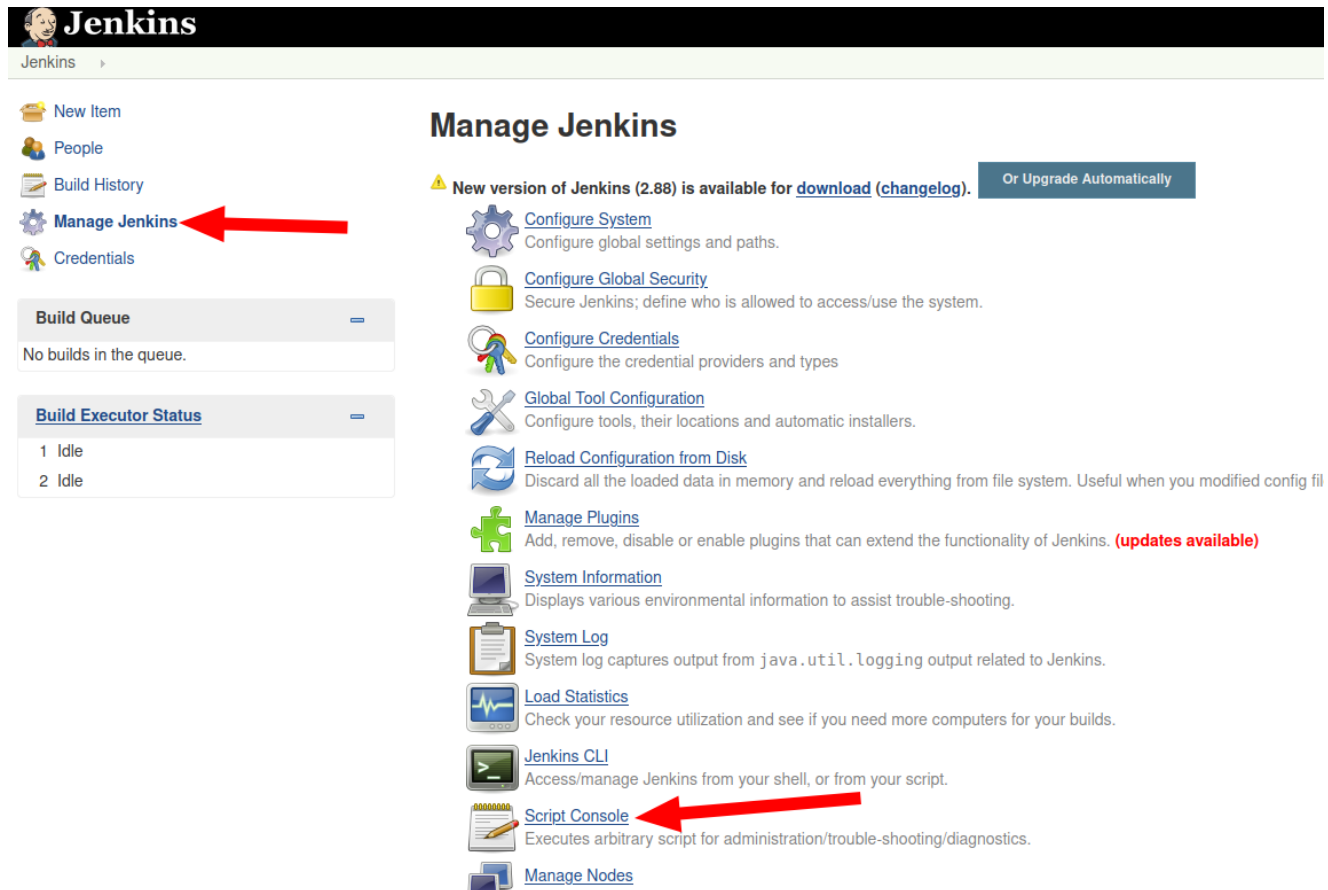 Jenkins
Jenkins
New Item
People
Build History
Manage Jenkins
Credentials
Build Queue
No builds in the queue.
Build Executor Status
1 Idle
2 Idle
Manage Jenkins
New version of Jenkins (2.88) is available for download (changelog). Or Upgrade Automatically
Configure System
Configure global settings and paths.
Configure Global Security
Secure Jenkins; define who is allowed to access/use the system.
Configure Credentials
Configure the credential providers and types
Global Tool Configuration
Configure tools, their locations and automatic installers.
Reload Configuration from Disk
Discard all the loaded data in memory and reload everything from file system. Useful when you modified config fil
Manage Plugins
Add, remove, disable or enable plugins that can extend the functionality of Jenkins. (updates available)
System Information
Displays various environmental information to assist trouble-shooting.
System Log
System log captures output from java.util.logging output related to Jenkins.
Load Statistics
Check your resource utilization and see if you need more computers for your builds.
Jenkins CLI
Access/manage Jenkins from your shell, or from your script.
Script Console
Executes arbitrary script for administration/trouble-shooting/diagnostics.
Manage Nodes